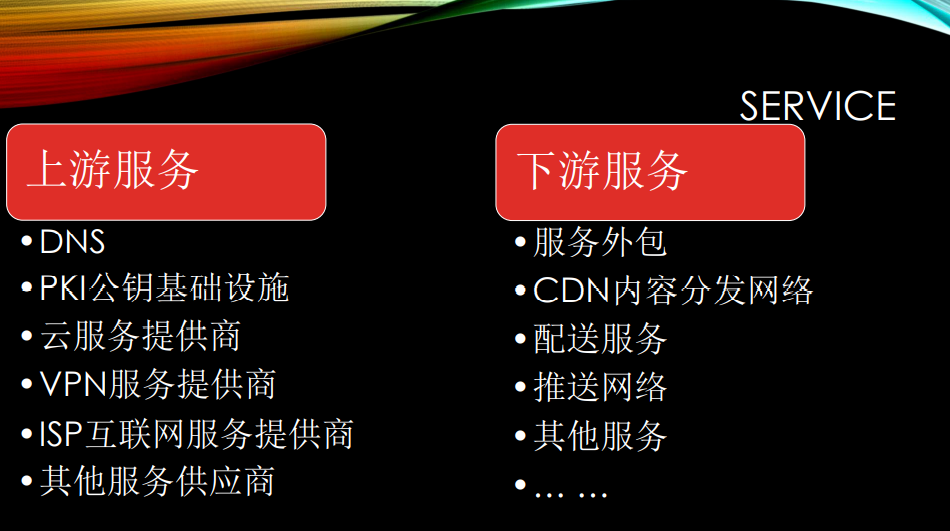 SERVICE
上游服务
•DNS
•PKI公钥基础设施
•云服务提供商
•VPN服务提供商
•ISP互联网服务提供商
•其他服务供应商
下游服务
•服务外包
•CDN内容分发网络
•配送服务
•推送网络
•其他服务
•… …